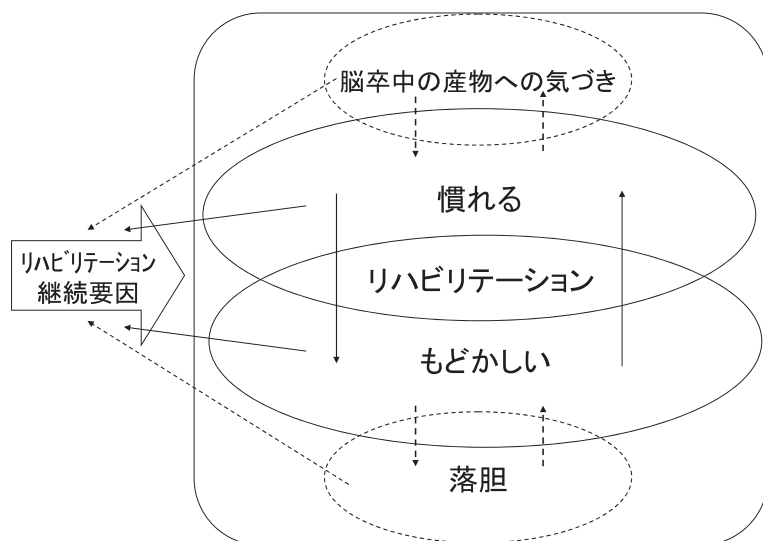 脳卒中の産物への気づき
慣れる
リハビリテーション
リハビリテーション
継続要因
もどかしい
落胆